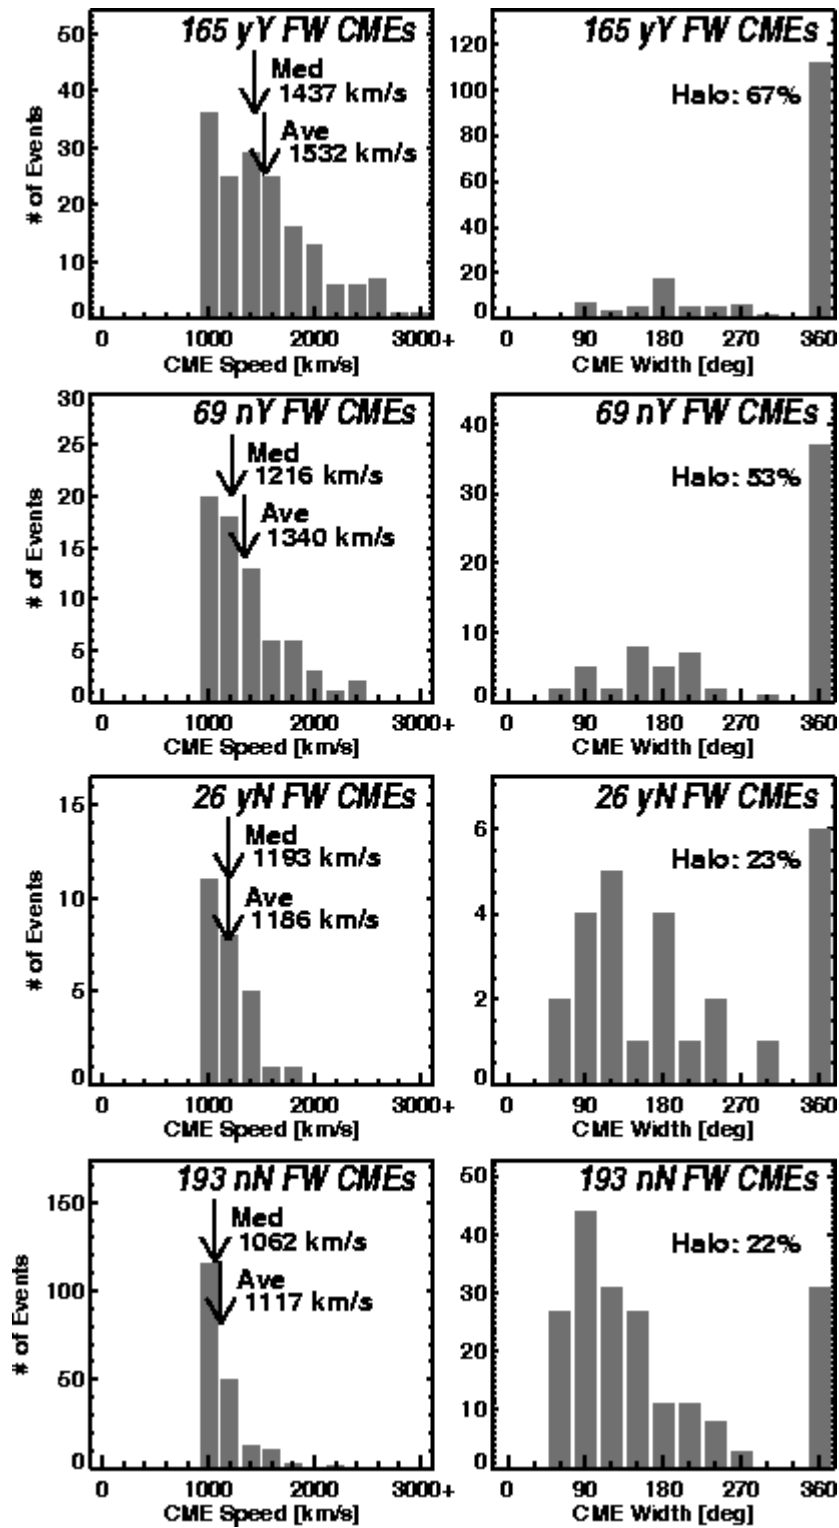 165 yY FW CMEs
50
40
30
20
10
0
# of Events
Med
1437 km/s
Ave
1532 km/s
0 1000 2000 3000+
CME Speed [km/s]
165 yY FW CMEs
120
100
80
60
40
20
0
Halo: 67%
0 90 180 270 360
CME Width [deg]
69 nY FW CMEs
30
25
20
15
10
5
0
# of Events
Med
1216 km/s
Ave
1340 km/s
0 1000 2000 3000+
CME Speed [km/s]
69 nY FW CMEs
40
30
20
10
0
Halo: 53%
0 90 180 270 360
CME Width [deg]
26 yN FW CMEs
15
10
5
0
# of Events
Med
1193 km/s
Ave
1186 km/s
0 1000 2000 3000+
CME Speed [km/s]
26 yN FW CMEs
6
4
2
0
Halo: 23%
0 90 180 270 360
CME Width [deg]
193 nN FW CMEs
150
100
50
0
# of Events
Med
1062 km/s
Ave
1117 km/s
0 1000 2000 3000+
CME Speed [km/s]
193 nN FW CMEs
50
40
30
20
10
0
Halo: 22%
0 90 180 270 360
CME Width [deg]